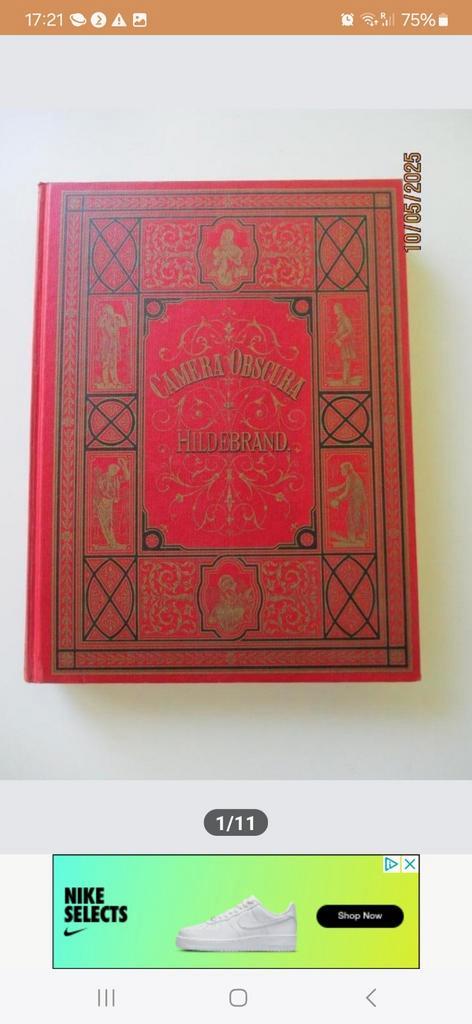 17:21
75%
10/05/2025
CAMERA OBSCURA
HILDEBRAND.
1/11
NIKE
SELECTS
Shop Now